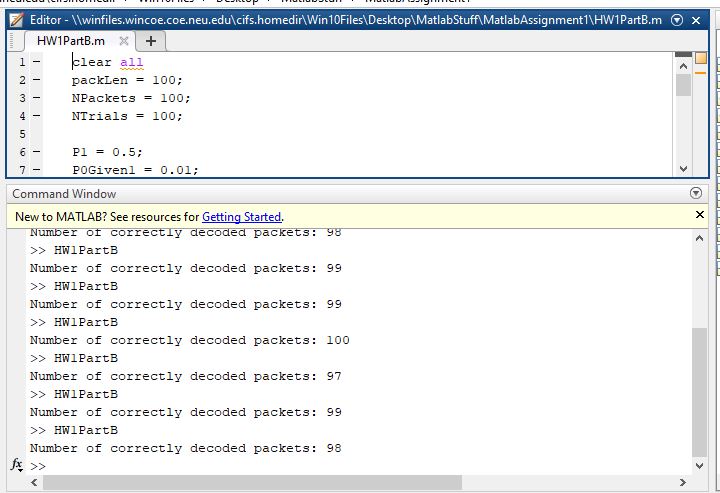 Editor - \\winfiles.wincoe.coe.neu.edu\cifs.homedir\Win10Files\Desktop\MatlabStuff\MatlabAssignment1\HW1PartB.m
HW1PartB.m
1 - clear all
2 - packLen = 100;
3 - NPackets = 100;
4 - NTrials = 100;
5
6 - P1 = 0.5;
7 - P0Given1 = 0.01;
Command Window
New to MATLAB? See resources for Getting Started.
Number of correctly decoded packets: 98
>> HW1PartB
Number of correctly decoded packets: 99
>> HW1PartB
Number of correctly decoded packets: 99
>> HW1PartB
Number of correctly decoded packets: 100
>> HW1PartB
Number of correctly decoded packets: 97
>> HW1PartB
Number of correctly decoded packets: 99
>> HW1PartB
Number of correctly decoded packets: 98
fx >>